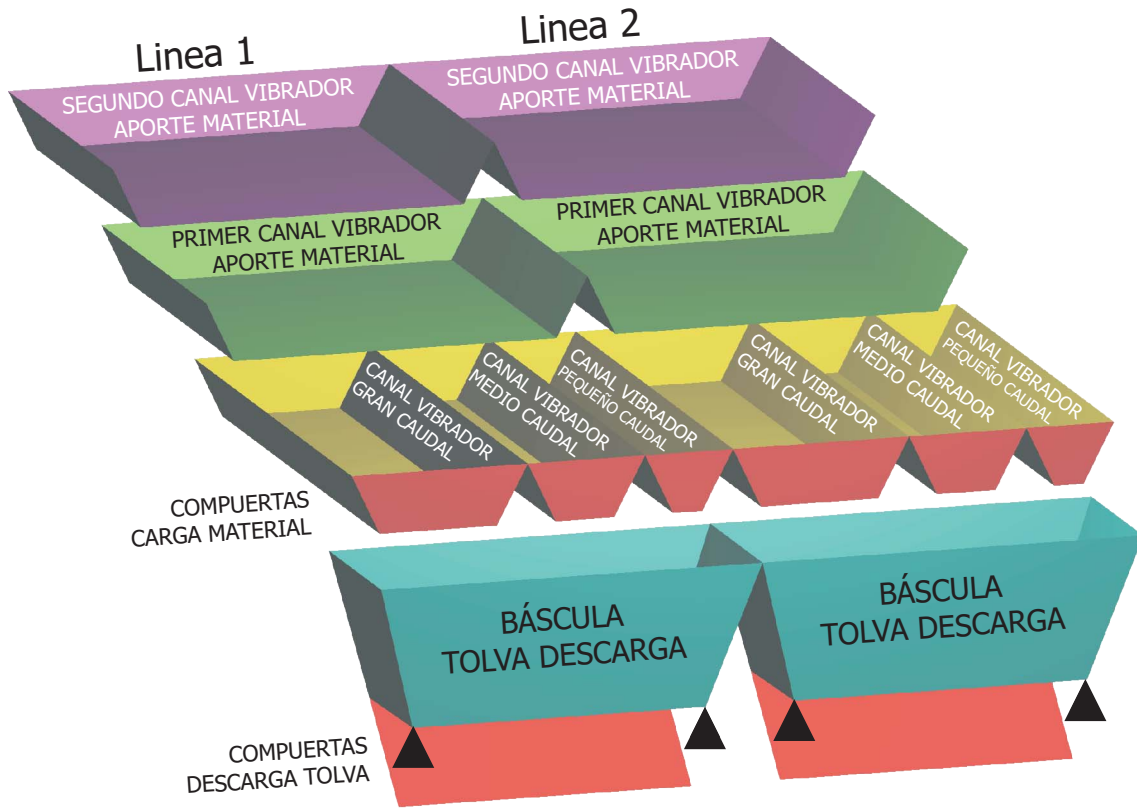 Linea 1
Linea 2
SEGUNDO CANAL VIBRADOR
APORTE MATERIAL
SEGUNDO CANAL VIBRADOR
APORTE MATERIAL
PRIMER CANAL VIBRADOR
APORTE MATERIAL
PRIMER CANAL VIBRADOR
APORTE MATERIAL
CANAL VIBRADOR
GRAN CAUDAL
CANAL VIBRADOR
MEDIO CAUDAL
CANAL VIBRADOR
PEQUEÑO CAUDAL
CANAL VIBRADOR
GRAN CAUDAL
CANAL VIBRADOR
MEDIO CAUDAL
CANAL VIBRADOR
PEQUEÑO CAUDAL
COMPUERTAS
CARGA MATERIAL
BÁSCULA
TOLVA DESCARGA
BÁSCULA
TOLVA DESCARGA
COMPUERTAS
DESCARGA TOLVA